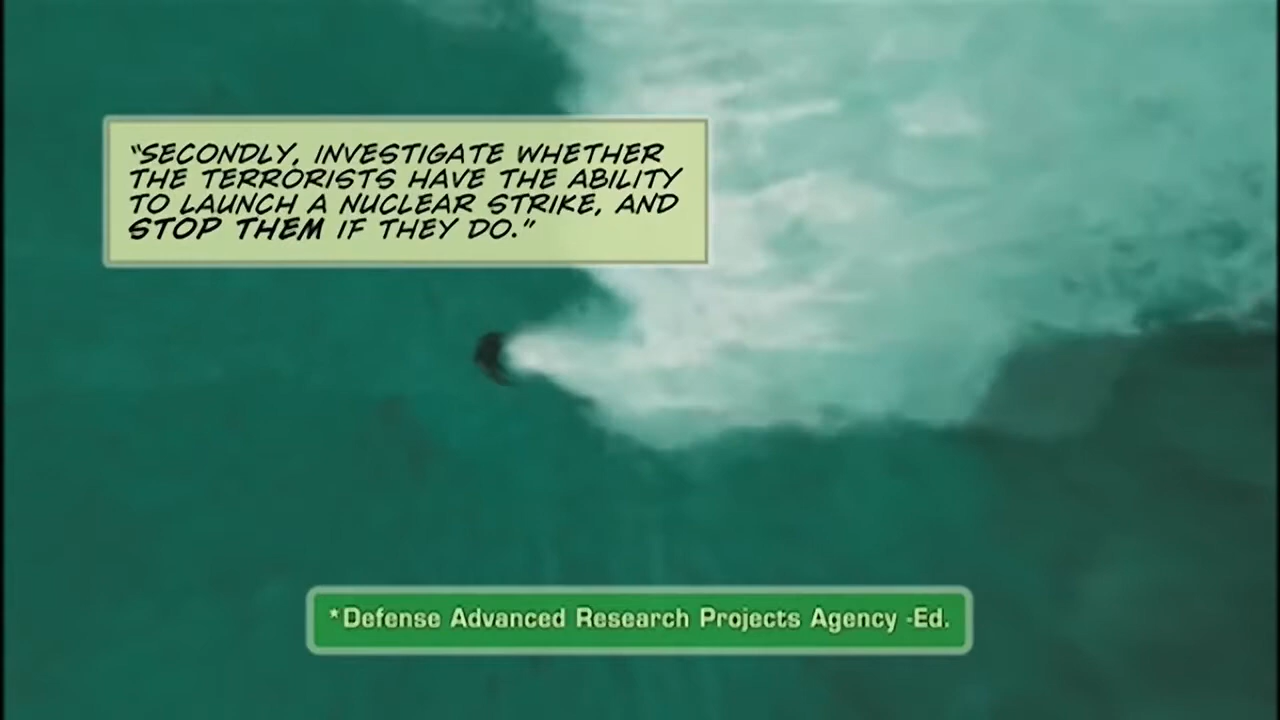 “SECONDLY, INVESTIGATE WHETHER
THE TERRORISTS HAVE THE ABILITY
TO LAUNCH A NUCLEAR STRIKE, AND
STOP THEM IF THEY DO.”
*Defense Advanced Research Projects Agency -Ed.